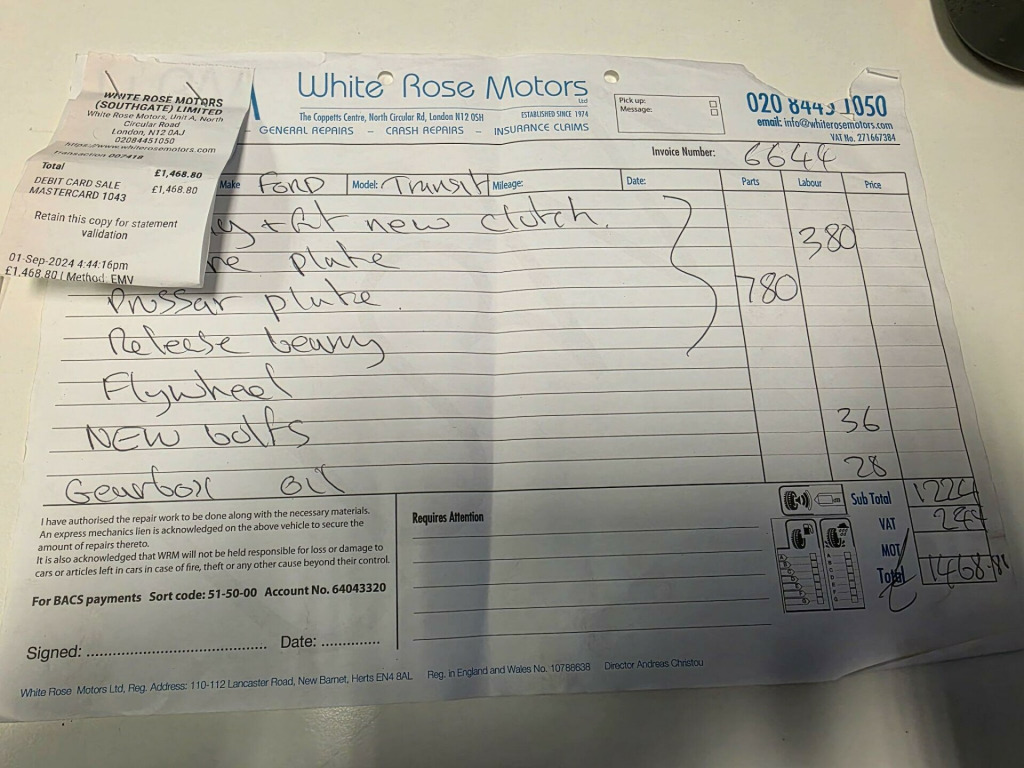 WHITE ROSE MOTORS
(SOUTHGATE) LIMITED
White Rose Motors, Unit A, North
Circular Road
London, N12 0AJ
02084451050
https://www.whiterosemotors.com
Transaction 007418
Total £1,468.80
DEBIT CARD SALE £1,468.80
MASTERCARD 1043
Retain this copy for statement
validation
01-Sep-2024 4:44:16pm
£1,468.80 | Method: EMV
White Rose Motors
Ltd
The Coppetts Centre, North Circular Rd, London N12 0SH
ESTABLISHED SINCE 1974
GENERAL REPAIRS – CRASH REPAIRS – INSURANCE CLAIMS
Pick up:
Message:
020 8445 1050
email: info@whiterosemotors.com
VAT No. 271667384
Invoice Number: 6644
Make FORD Model: Transit Mileage: Date: Parts Labour Price
+ fit new clutch. 380
plate
Prussar plate 780
Release beariy
Flywheel
NEW bolts 36
Gearbox oil 28
I have authorised the repair work to be done along with the necessary materials.
An express mechanics lien is acknowledged on the above vehicle to secure the
amount of repairs thereto.
It is also acknowledged that WRM will not be held responsible for loss or damage to
cars or articles left in cars in case of fire, theft or any other cause beyond their control.
For BACS payments Sort code: 51-50-00 Account No. 64043320
Signed: Date:
Requires Attention
Sub Total 1224
VAT 244
MOT
Total £ 1468.
White Rose Motors Ltd, Reg. Address: 110-112 Lancaster Road, New Barnet, Herts EN4 8AL Reg. in England and Wales No. 10788638 Director Andreas Christou